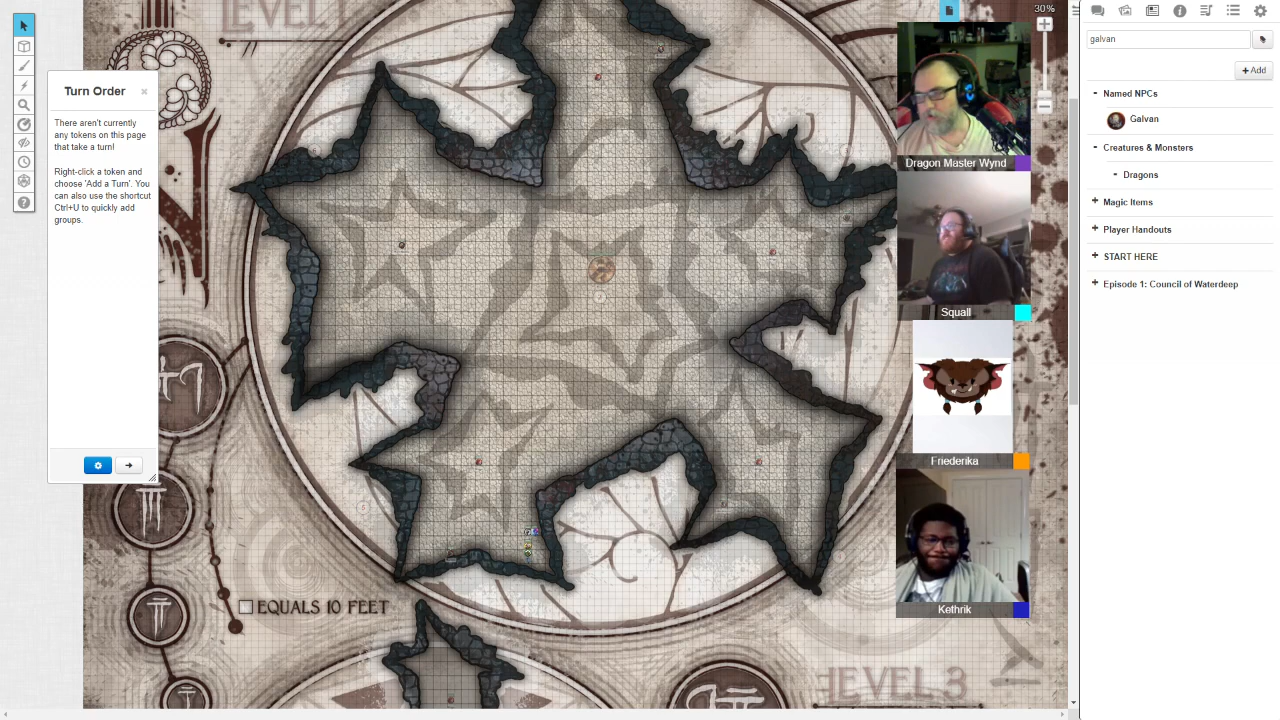 LEVEL
30%
galvan
+ Add
Turn Order
×
There aren't currently
any tokens on this page
that take a turn!
Right-click a token and
choose 'Add a Turn'. You
can also use the shortcut
Ctrl+U to quickly add
groups.
- Named NPCs
Galvan
- Creatures & Monsters
- Dragons
+ Magic Items
+ Player Handouts
+ START HERE
+ Episode 1: Council of Waterdeep
Dragon Master Wynd
Squall
Friederika
Kethrik
EQUALS 10 FEET
LEVEL 3